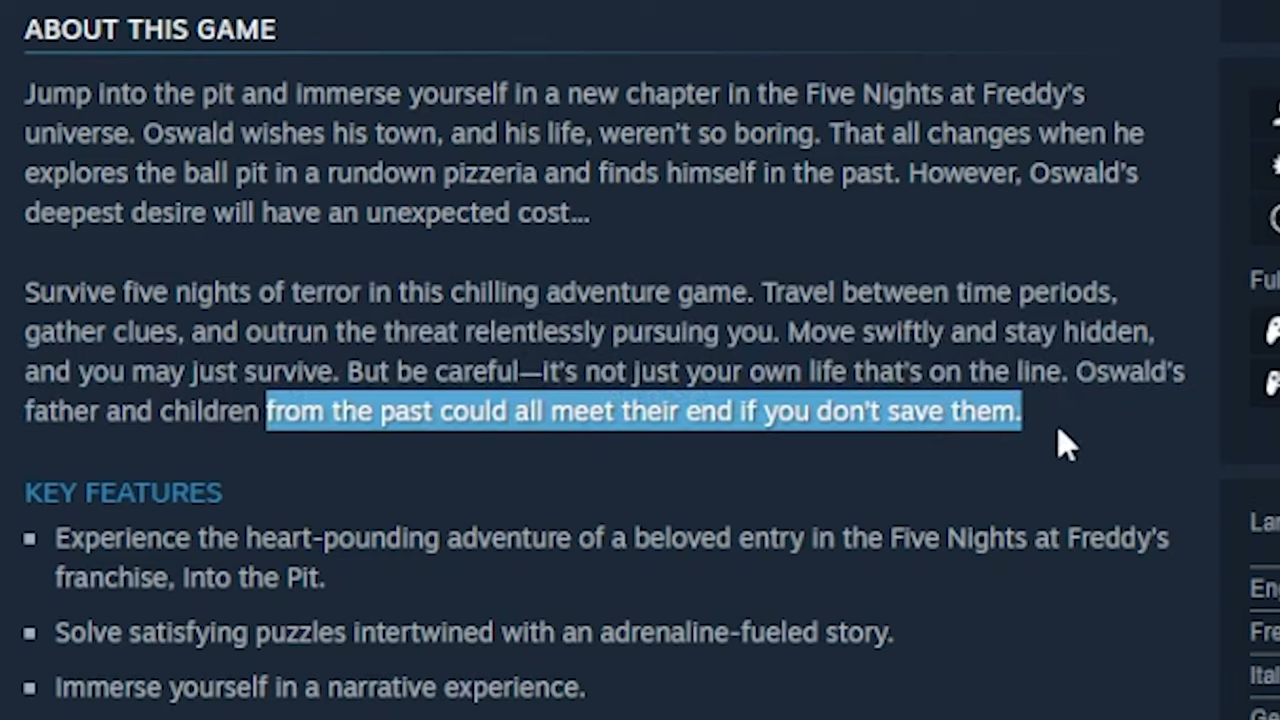 ABOUT THIS GAME
Jump into the pit and immerse yourself in a new chapter in the Five Nights at Freddy's
universe. Oswald wishes his town, and his life, weren't so boring. That all changes when he
explores the ball pit in a rundown pizzeria and finds himself in the past. However, Oswald's
deepest desire will have an unexpected cost...
Survive five nights of terror in this chilling adventure game. Travel between time periods,
gather clues, and outrun the threat relentlessly pursuing you. Move swiftly and stay hidden,
and you may just survive. But be careful—it's not just your own life that's on the line. Oswald's
father and children from the past could all meet their end if you don't save them.
KEY FEATURES
Experience the heart-pounding adventure of a beloved entry in the Five Nights at Freddy's
franchise, Into the Pit.
Solve satisfying puzzles intertwined with an adrenaline-fueled story.
Immerse yourself in a narrative experience.